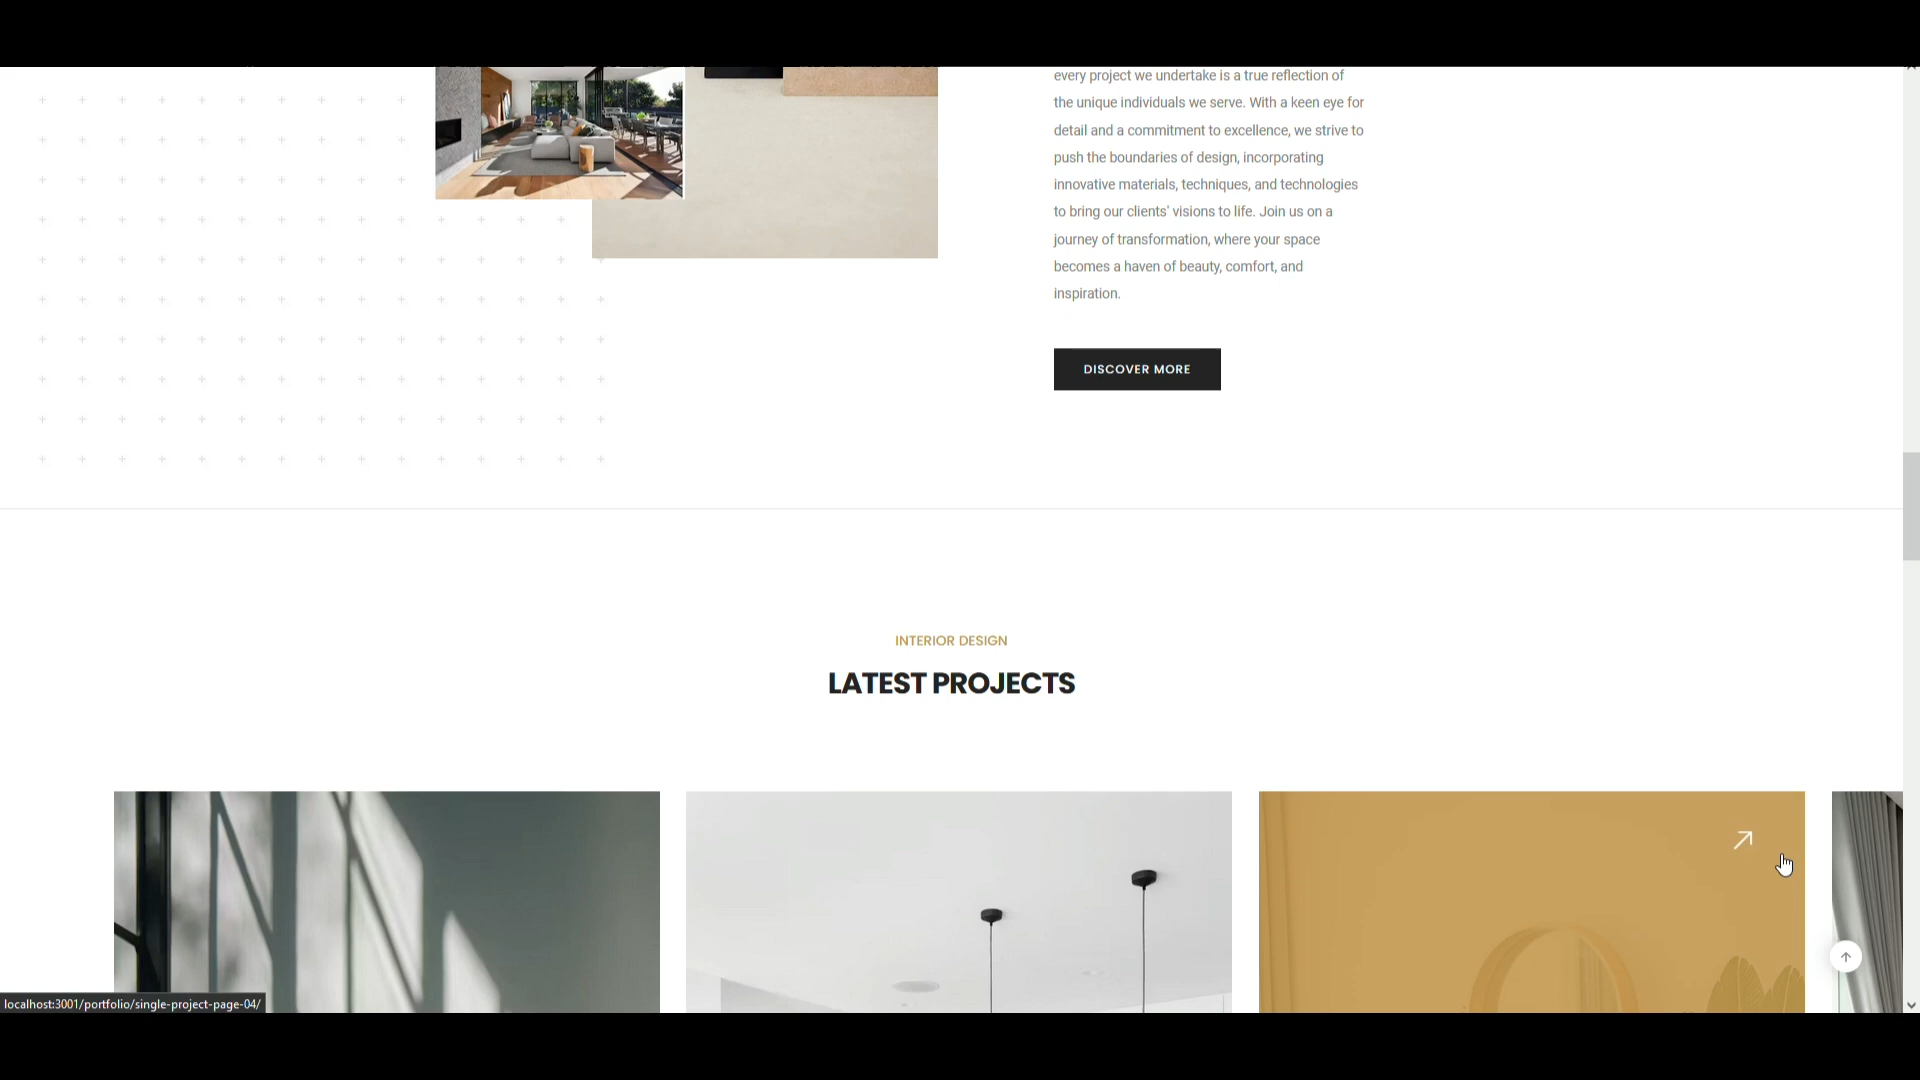 every project we undertake is a true reflection of
the unique individuals we serve. With a keen eye for
detail and a commitment to excellence, we strive to
push the boundaries of design, incorporating
innovative materials, techniques, and technologies
to bring our clients' visions to life. Join us on a
journey of transformation, where your space
becomes a haven of beauty, comfort, and
inspiration.
DISCOVER MORE
INTERIOR DESIGN
LATEST PROJECTS
localhost:3001/portfolio/single-project-page-04/